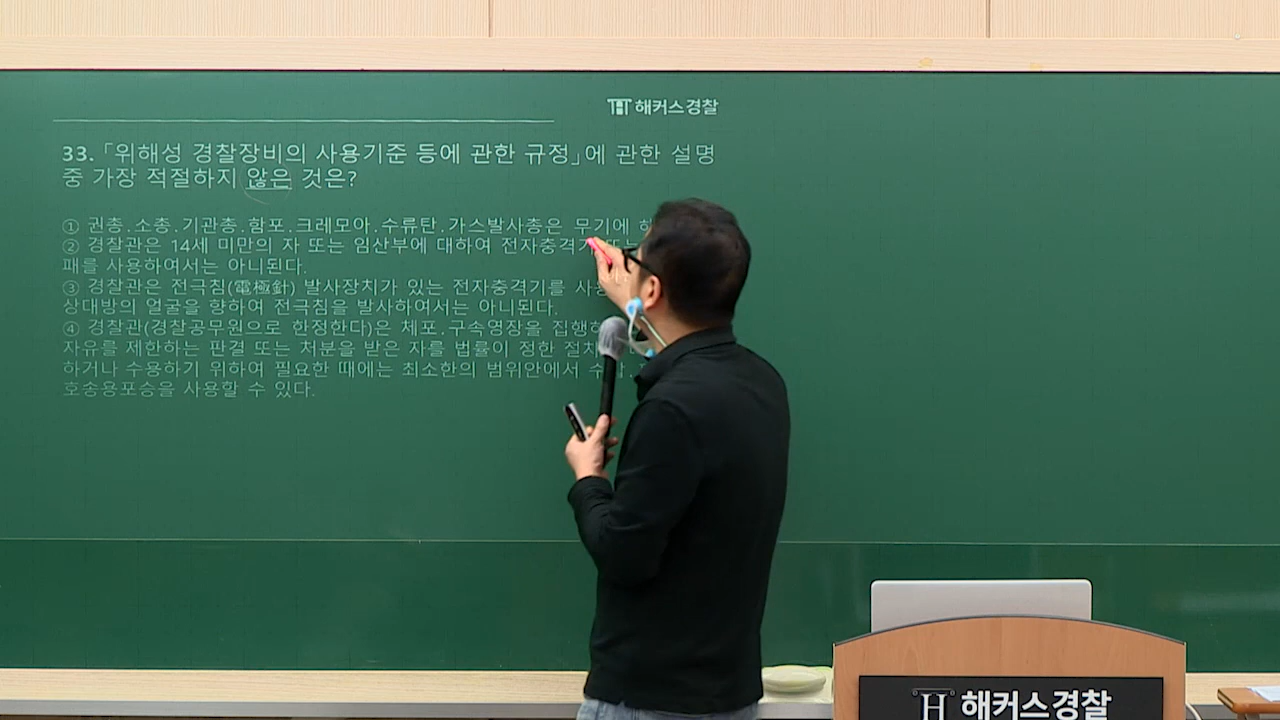 해커스경찰
33. 「위해성 경찰장비의 사용기준 등에 관한 규정」에 관한 설명
중 가장 적절하지 않은 것은?
① 권총.소총.기관총.함포.크레모아.수류탄.가스발사총은 무기에
② 경찰관은 14세 미만의 자 또는 임산부에 대하여 전자충격기
패를 사용하여서는 아니된다.
③ 경찰관은 전극침(電極針) 발사장치가 있는 전자충격기를
상대방의 얼굴을 향하여 전극침을 발사하여서는 아니된다.
④ 경찰관(경찰공무원으로 한정한다)은 체포.구속영장을
자유를 제한하는 판결 또는 처분을 받은 자를 법률이 정한
하거나 수용하기 위하여 필요한 때에는 최소한의 범위안에서
호송용포승을 사용할 수 있다.
해커스경찰